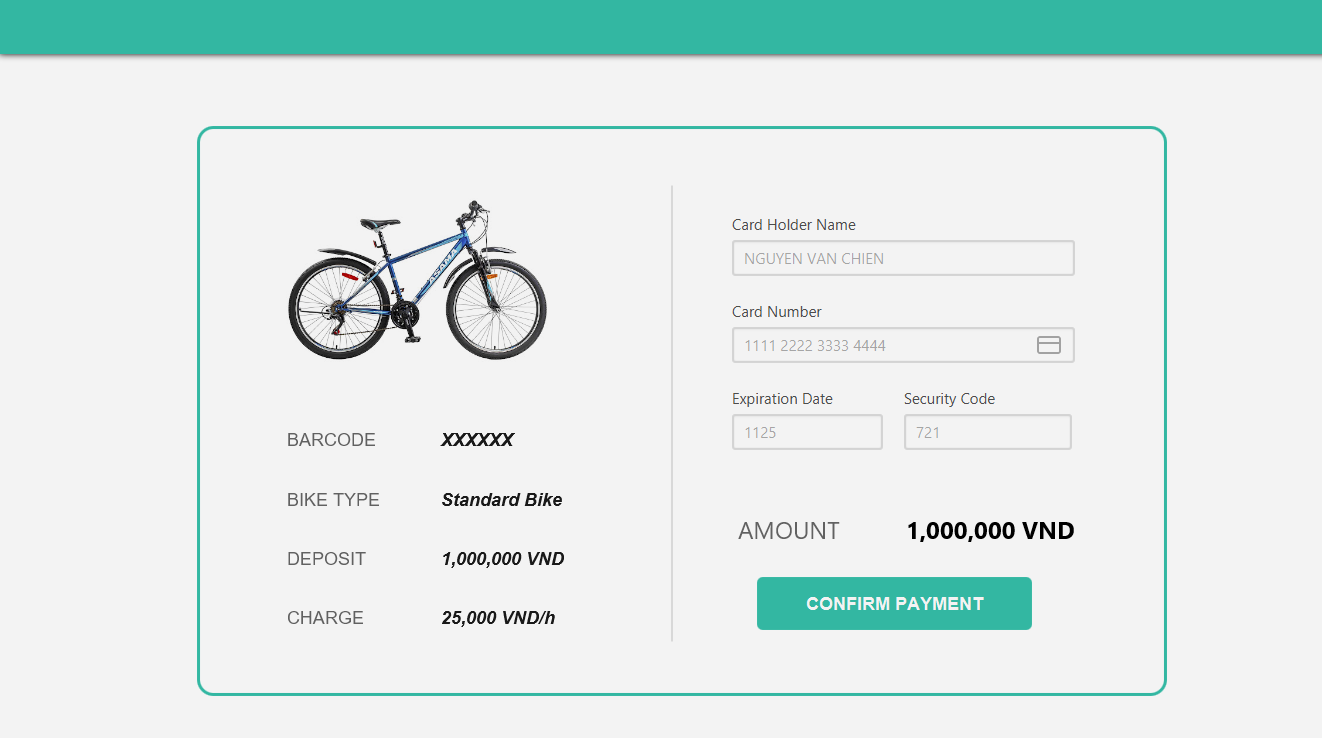 ASAMA
BARCODE XXXXXX
BIKE TYPE Standard Bike
DEPOSIT 1,000,000 VND
CHARGE 25,000 VND/h
Card Holder Name
NGUYEN VAN CHIEN
Card Number
1111 2222 3333 4444
Expiration Date Security Code
1125 721
AMOUNT 1,000,000 VND
CONFIRM PAYMENT